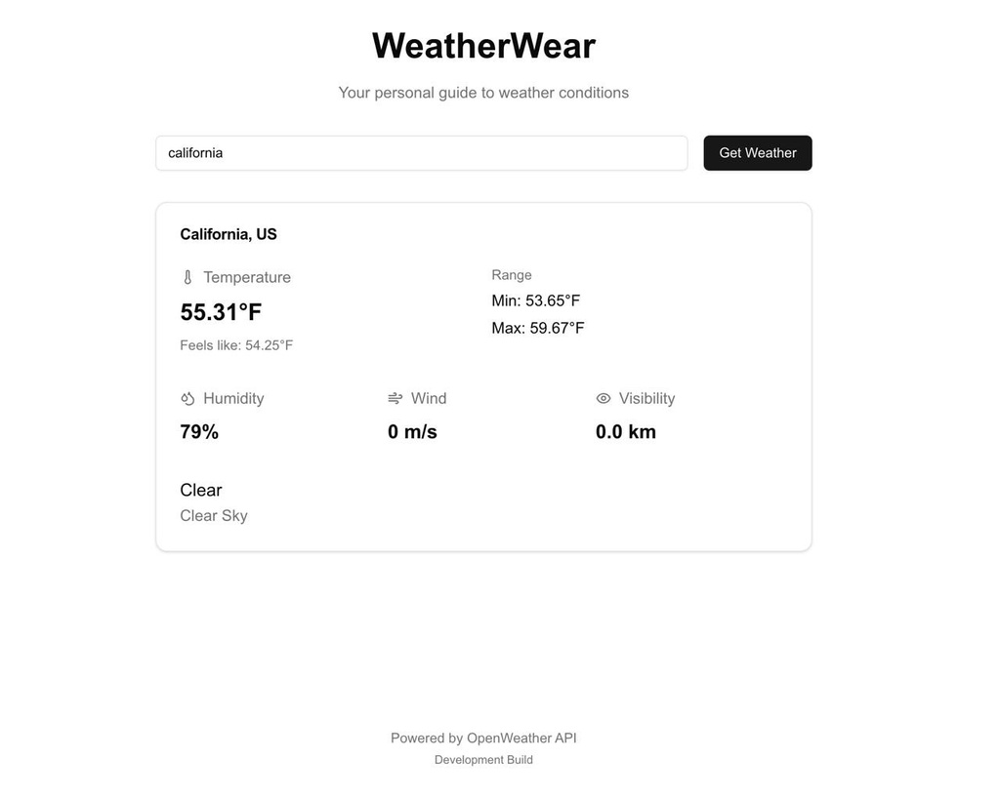 WeatherWear
Your personal guide to weather conditions
california
Get Weather
California, US
Temperature
55.31°F
Feels like: 54.25°F
Range
Min: 53.65°F
Max: 59.67°F
Humidity
79%
Wind
0 m/s
Visibility
0.0 km
Clear
Clear Sky
Powered by OpenWeather API
Development Build